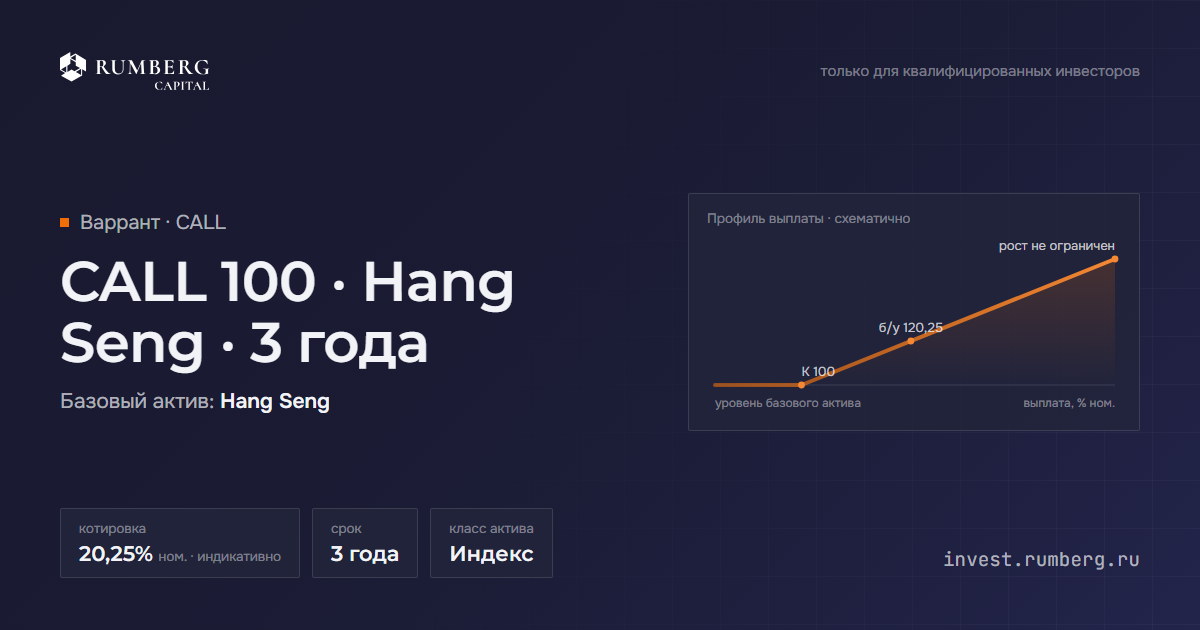 RUMBERG
CAPITAL
только для квалифицированных инвесторов
Варрант · CALL
CALL 100 · Hang
Seng · 3 года
Базовый актив: Hang Seng
Профиль выплаты · схематично
рост не ограничен
б/у 120,25
K 100
уровень базового актива
выплата, % ном.
котировка
20,25% ном. · индикативно
срок
3 года
класс актива
Индекс
invest.rumberg.ru